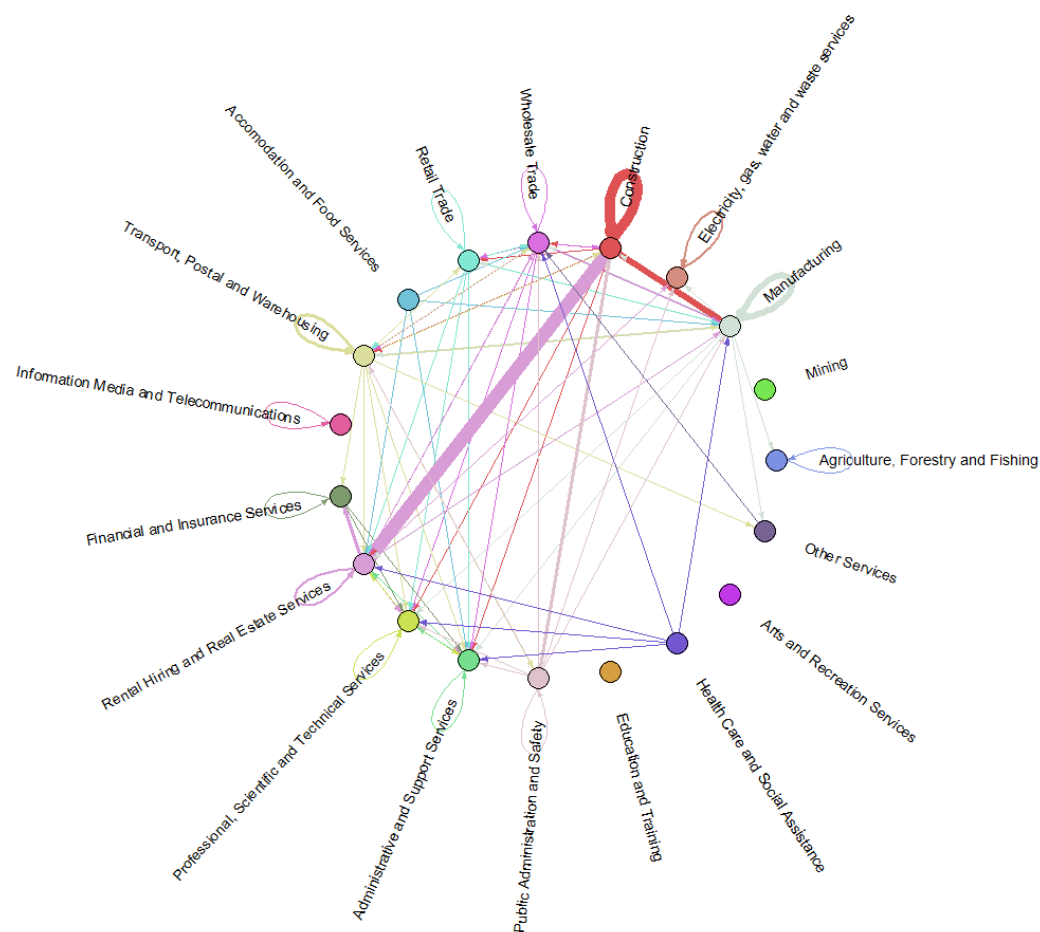 Electricity, gas, water and waste services
Construction
Wholesale Trade
Retail Trade
Accomodation and Food Services
Transport, Postal and Warehousing
Information Media and Telecommunications
Financial and Insurance Services
Rental Hiring and Real Estate Services
Professional, Scientific and Technical Services
Administrative and Support Services
Public Administration and Safety
Education and Training
Health Care and Social Assistance
Arts and Recreation Services
Other Services
Agriculture, Forestry and Fishing
Mining
Manufacturing